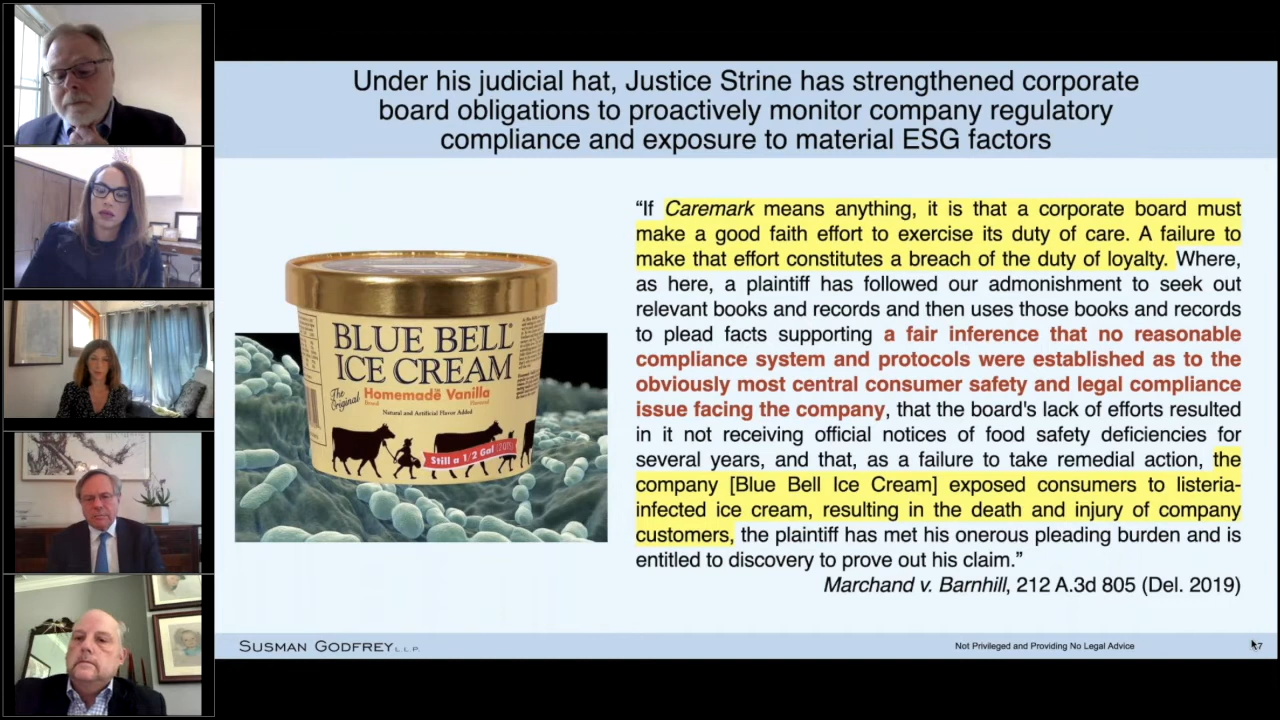 Under his judicial hat, Justice Strine has strengthened corporate
board obligations to proactively monitor company regulatory
compliance and exposure to material ESG factors
BLUE BELL®
ICE CREAM
The Original
Homemade Vanilla
Brand
Flavored
Natural and Artificial Flavor Added
Still a 1/2 Gal
“If Caremark means anything, it is that a corporate board must
make a good faith effort to exercise its duty of care. A failure to
make that effort constitutes a breach of the duty of loyalty. Where,
as here, a plaintiff has followed our admonishment to seek out
relevant books and records and then uses those books and records
to plead facts supporting a fair inference that no reasonable
compliance system and protocols were established as to the
obviously most central consumer safety and legal compliance
issue facing the company, that the board's lack of efforts resulted
in it not receiving official notices of food safety deficiencies for
several years, and that, as a failure to take remedial action, the
company [Blue Bell Ice Cream] exposed consumers to listeria-
infected ice cream, resulting in the death and injury of company
customers, the plaintiff has met his onerous pleading burden and is
entitled to discovery to prove out his claim.”
Marchand v. Barnhill, 212 A.3d 805 (Del. 2019)
SUSMAN GODFREY L.L.P.
Not Privileged and Providing No Legal Advice